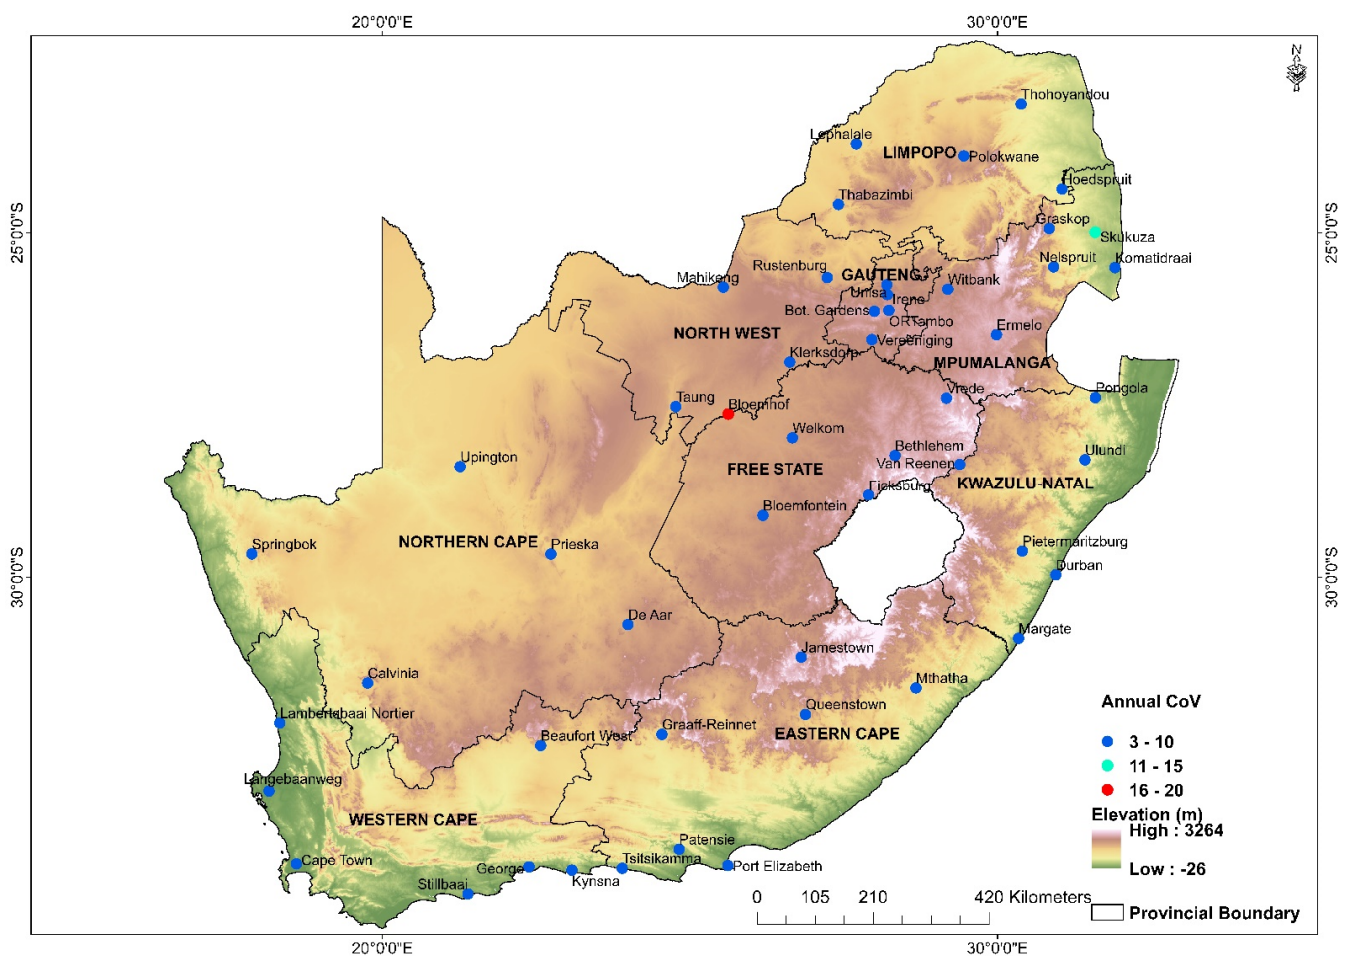 20°0'0"E
30°0'0"E
N
Thohoyandou
Lephalale
LIMPOPO
Polokwane
Hoedspruit
Thabazimbi
Graskop
25°0'0"S
25°0'0"S
Skukuza
Nelspruit
Komatidraai
Rustenburg
GAUTENG
Mahikeng
Witbank
Unisa
Irene
Bot. Gardens
ORTambo
Ermelo
NORTH WEST
Vereeniging
Klerksdorp
MPUMALANGA
Vrede
Pongola
Taung
Bloemhof
Welkom
Bethlehem
Ulundi
Upington
Van Reenen
FREE STATE
KWAZULU-NATAL
Ficksburg
Bloemfontein
NORTHERN CAPE
Springbok
Prieska
Pietermaritzburg
Durban
30°0'0"S
30°0'0"S
De Aar
Margate
Jamestown
Calvinia
Mthatha
Lambertsbaai Nortier
Queenstown
Graaff-Reinnet
Beaufort West
EASTERN CAPE
Langebaanweg
WESTERN CAPE
Patensie
Cape Town
George
Tsitsikamma
Port Elizabeth
Stillbaai
Kynsna
Annual CoV
3 - 10
11 - 15
16 - 20
Elevation (m)
High : 3264
Low : -26
0 105 210 420 Kilometers
Provincial Boundary
20°0'0"E
30°0'0"E